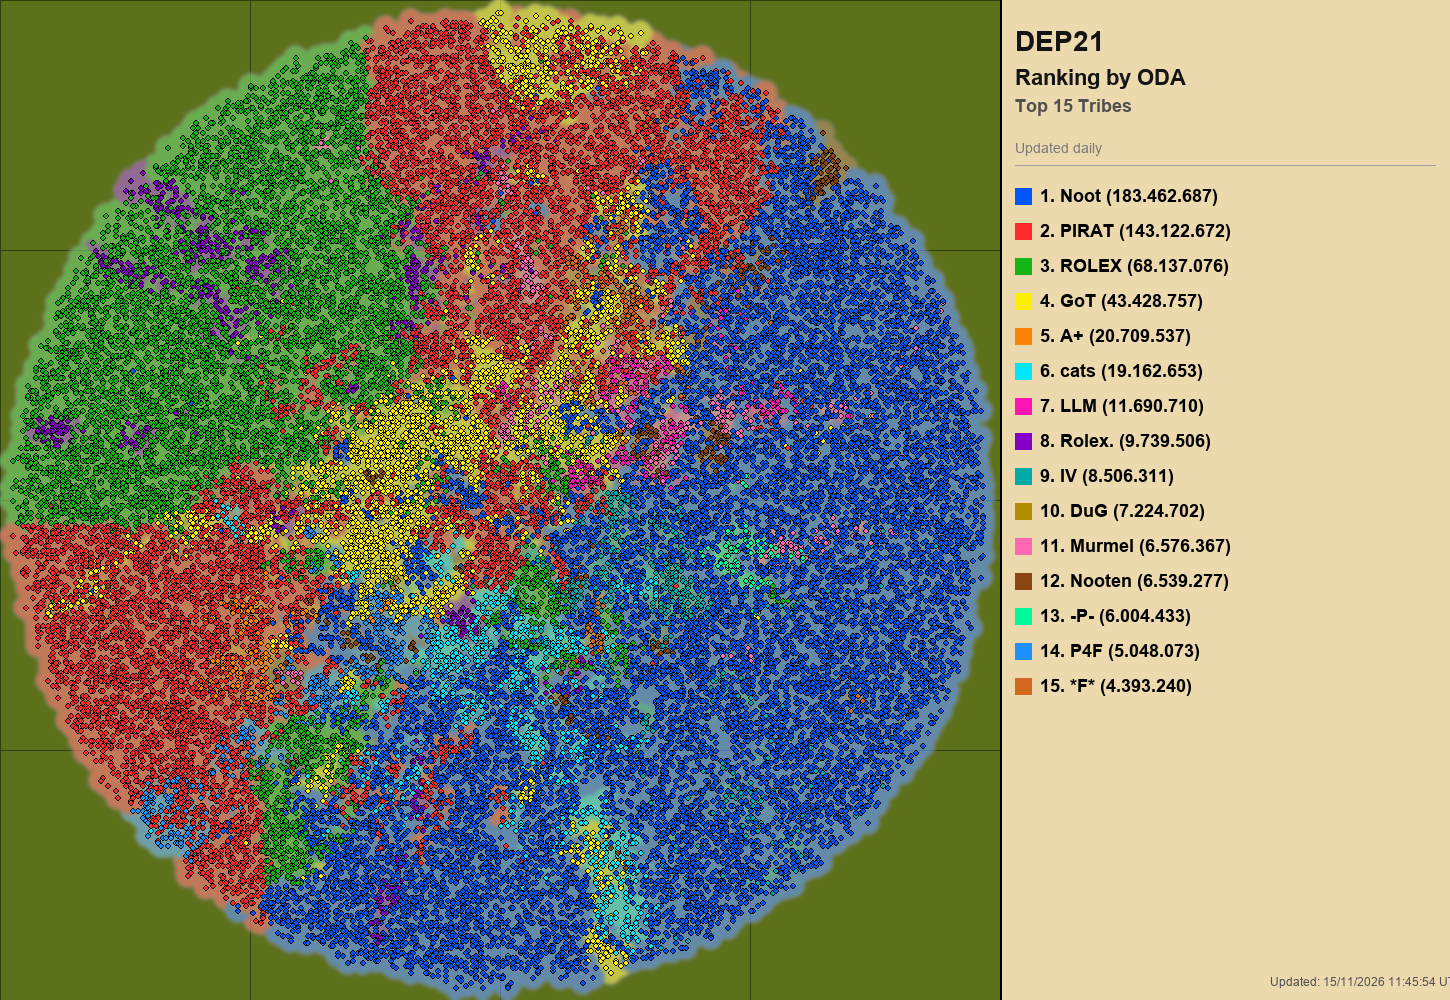 DEP21
Ranking by ODA
Top 15 Tribes
Updated daily
1. Noot (183.462.687)
2. PIRAT (143.122.672)
3. ROLEX (68.137.076)
4. GoT (43.428.757)
5. A+ (20.709.537)
6. cats (19.162.653)
7. LLM (11.690.710)
8. Rolex. (9.739.506)
9. IV (8.506.311)
10. DuG (7.224.702)
11. Murmel (6.576.367)
12. Nooten (6.539.277)
13. -P- (6.004.433)
14. P4F (5.048.073)
15. *F* (4.393.240)
Updated: 15/11/2026 11:45:54 U